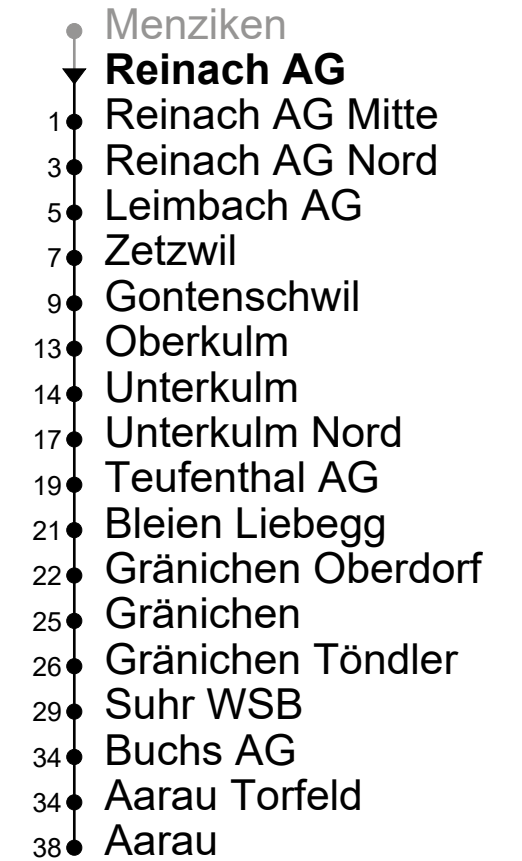 Menziken
Reinach AG
1 Reinach AG Mitte
3 Reinach AG Nord
5 Leimbach AG
7 Zetzwil
9 Gontenschwil
13 Oberkulm
14 Unterkulm
17 Unterkulm Nord
19 Teufenthal AG
21 Bleien Liebegg
22 Gränichen Oberdorf
25 Gränichen
26 Gränichen Töndler
29 Suhr WSB
34 Buchs AG
34 Aarau Torfeld
38 Aarau